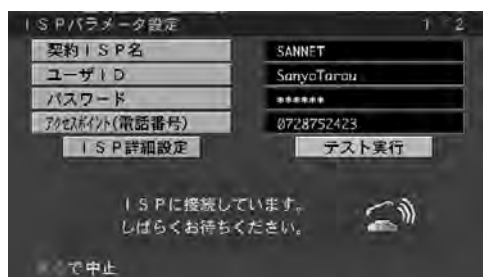 ISPパラメータ設定 1 2
契約ISP名 SANNET
ユーザID SanyoTarou
パスワード ******
アクセスポイント(電話番号) 0728752423
ISP詳細設定 テスト実行
ISPに接続しています。
しばらくお待ちください。
で中止